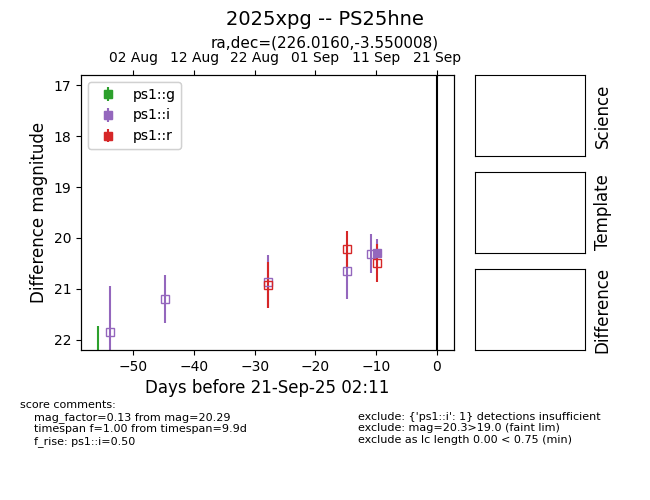 2025xpg -- PS25hne
ra,dec=(226.0160,-3.550008)
02 Aug 12 Aug 22 Aug 01 Sep 11 Sep 21 Sep
ps1::g
ps1::i
ps1::r
17
18
19
20
21
22
Difference magnitude
−50 −40 −30 −20 −10 0
Days before 21-Sep-25 02:11
Science
Template
Difference
score comments:
mag_factor=0.13 from mag=20.29
timespan f=1.00 from timespan=9.9d
f_rise: ps1::i=0.50
exclude: {'ps1::i': 1} detections insufficient
exclude: mag=20.3>19.0 (faint lim)
exclude as lc length 0.00 < 0.75 (min)